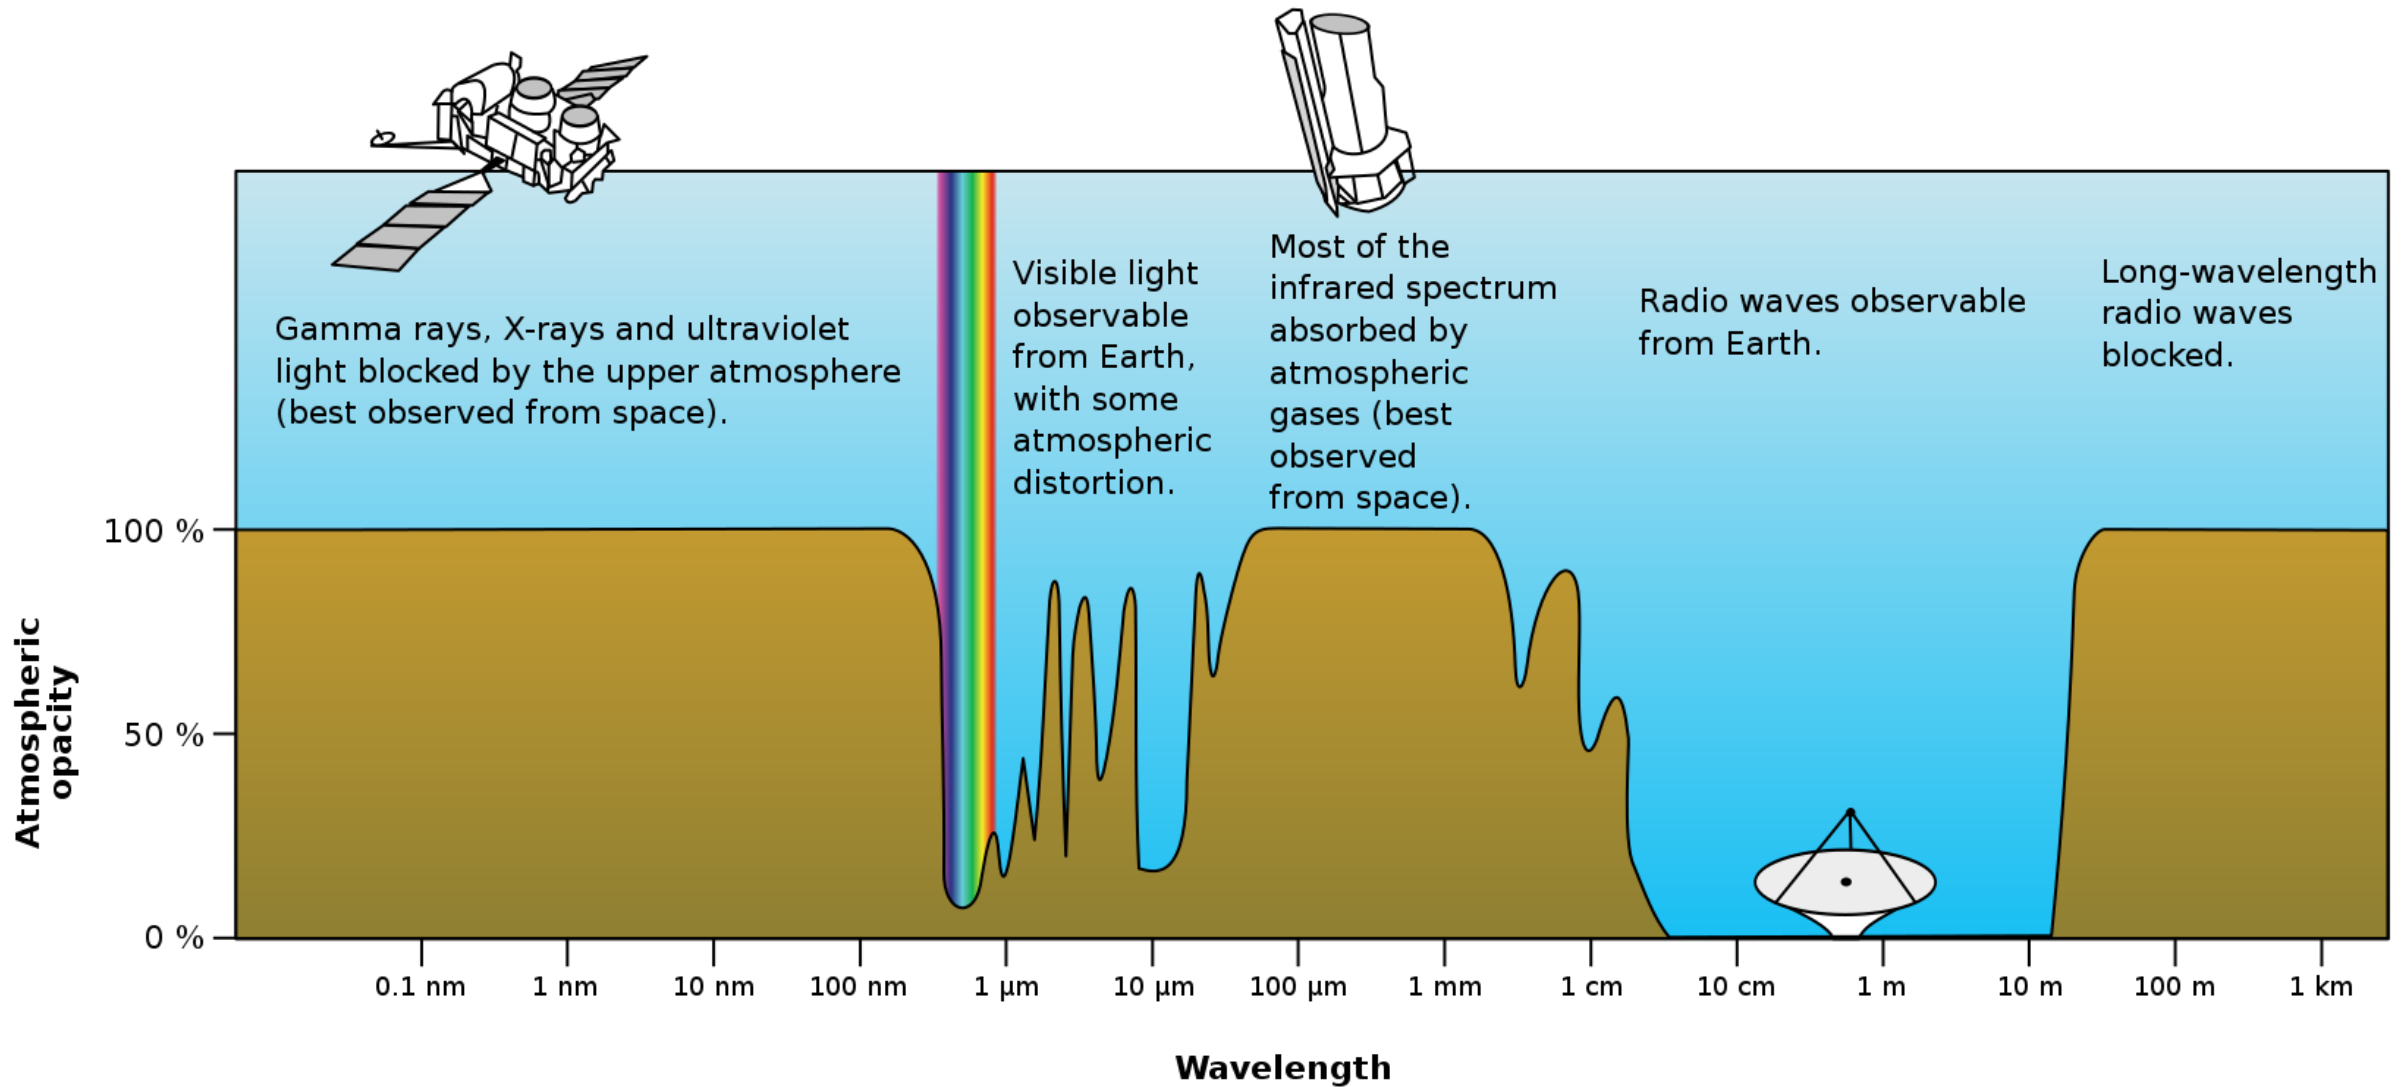 Gamma rays, X-rays and ultraviolet
light blocked by the upper atmosphere
(best observed from space).
Visible light
observable
from Earth,
with some
atmospheric
distortion.
Most of the
infrared spectrum
absorbed by
atmospheric
gases (best
observed
from space).
Radio waves observable
from Earth.
Long-wavelength
radio waves
blocked.
Atmospheric
opacity
100 %
50 %
0 %
0.1 nm
1 nm
10 nm
100 nm
1 μm
10 μm
100 μm
1 mm
1 cm
10 cm
1 m
10 m
100 m
1 km
Wavelength